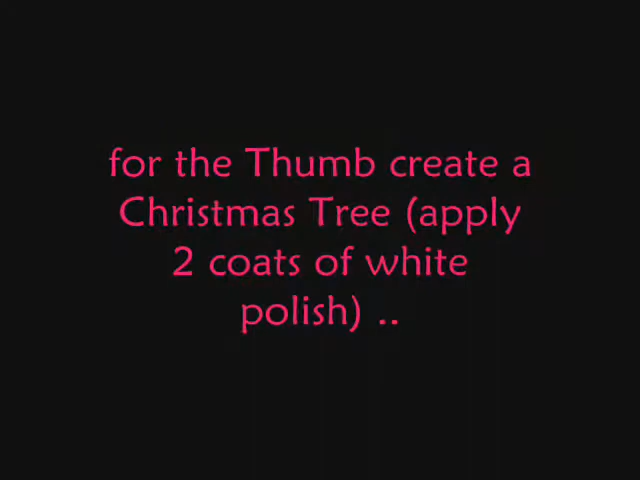 for the Thumb create a
Christmas Tree (apply
2 coats of white
polish) ..